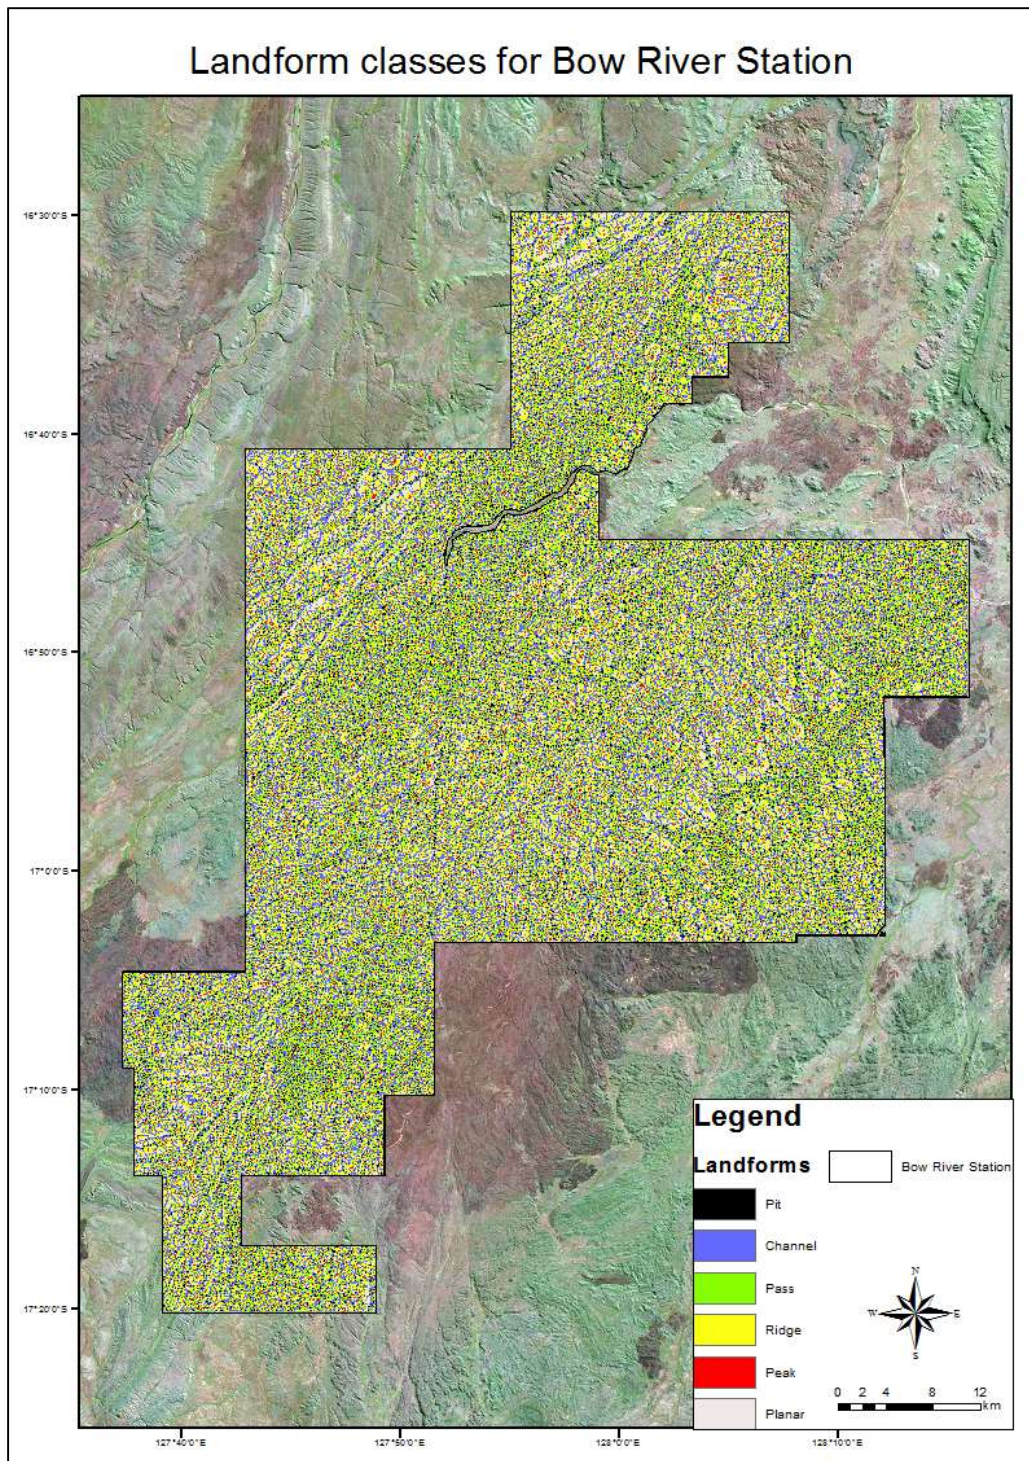 Landform classes for Bow River Station
16°30'0"S
16°40'0"S
16°50'0"S
17°0'0"S
17°10'0"S
17°20'0"S
Legend
Landforms
Bow River Station
Pit
Channel
Pass
Ridge
Peak
Planar
N
W E
S
0 2 4 8 12
km
127°40'0"E 127°50'0"E 128°0'0"E 128°10'0"E